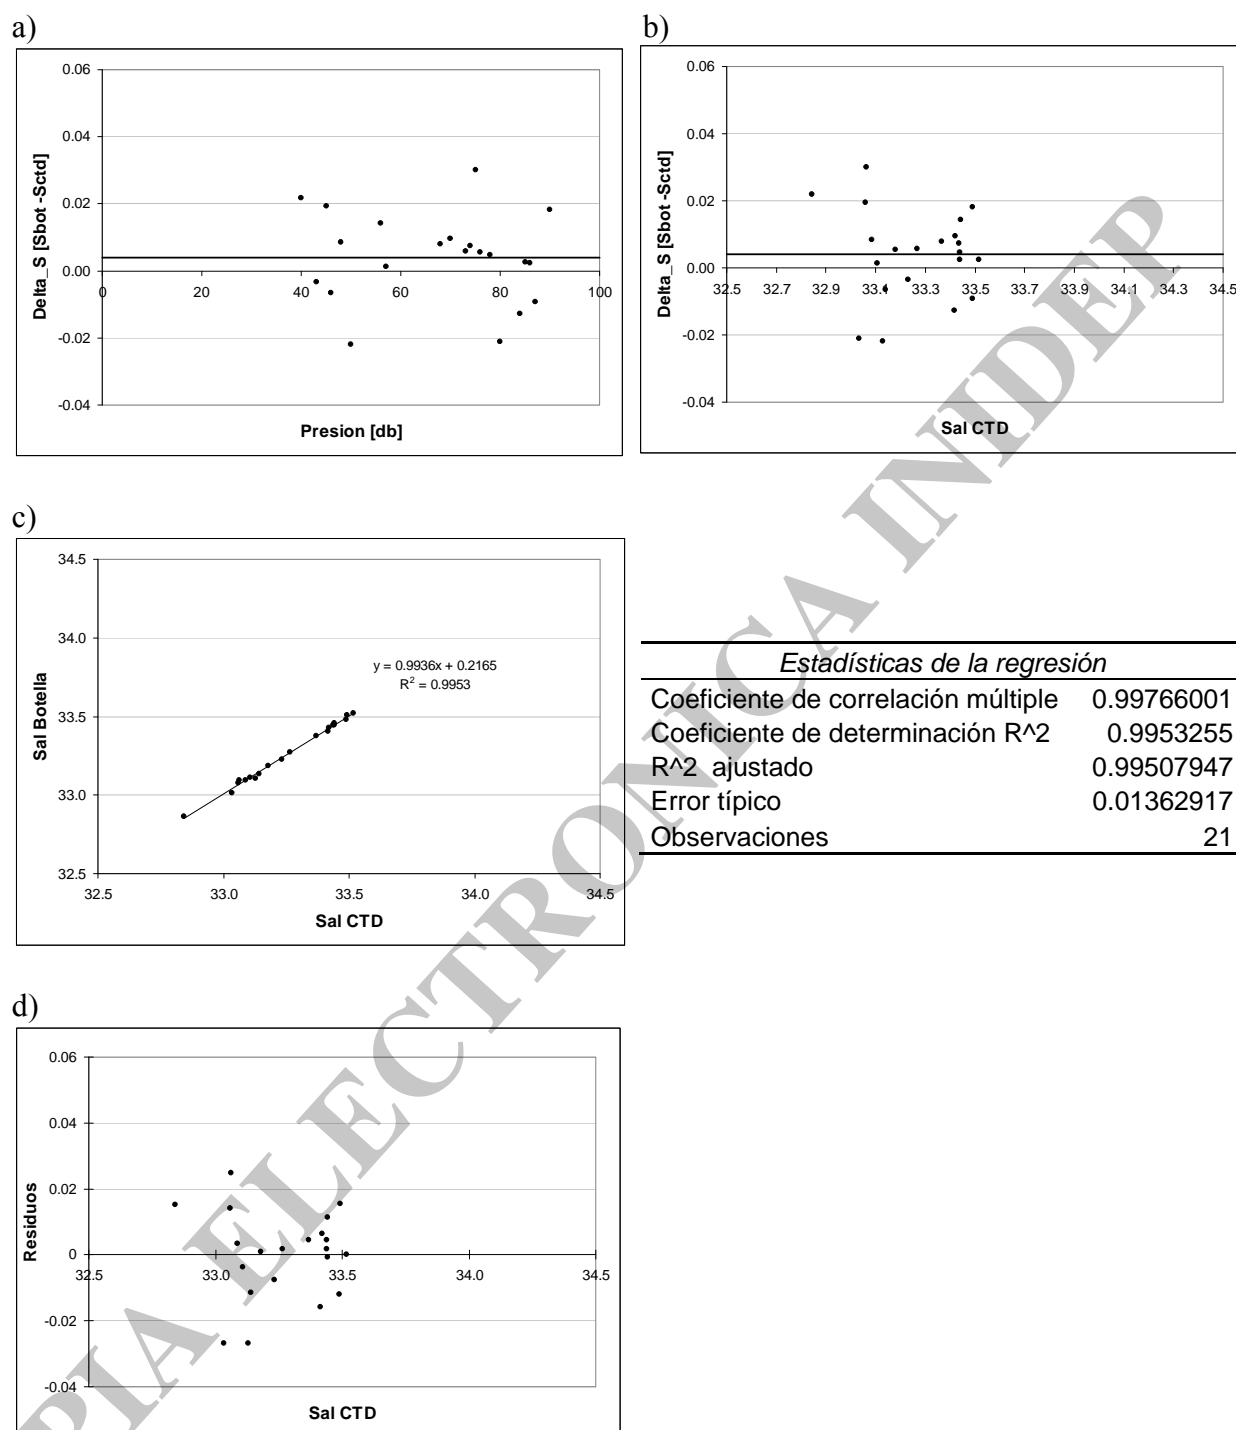 a)
0.06
0.04
0.02
0.00
-0.02
-0.04
0
20
40
60
80
100
Delta_S [Sbot -Sctd]
Presion [db]
b)
0.06
0.04
0.02
0.00
-0.02
-0.04
32.5
32.7
32.9
33.1
33.3
33.5
33.7
33.9
34.1
34.3
34.5
Delta_S [Sbot -Sctd]
Sal CTD
c)
34.5
34.0
33.5
33.0
32.5
32.5
33.0
33.5
34.0
34.5
Sal Botella
Sal CTD
y = 0.9936x + 0.2165
R² = 0.9953
Estadísticas de la regresión
Coeficiente de correlación múltiple 0.99766001
Coeficiente de determinación R^2 0.9953255
R^2 ajustado 0.99507947
Error típico 0.01362917
Observaciones 21
d)
0.06
0.04
0.02
0
-0.02
-0.04
32.5
33.0
33.5
34.0
34.5
Residuos
Sal CTD
PIA ELECTRONICA INIDEP